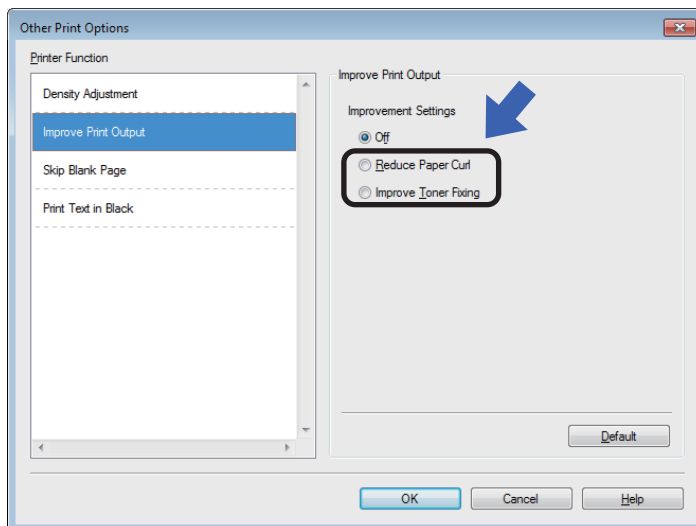 Other Print Options
Printer Function
Density Adjustment
Improve Print Output
Skip Blank Page
Print Text in Black
Improve Print Output
Improvement Settings
Off
Reduce Paper Curl
Improve Toner Fixing
Default
OK
Cancel
Help